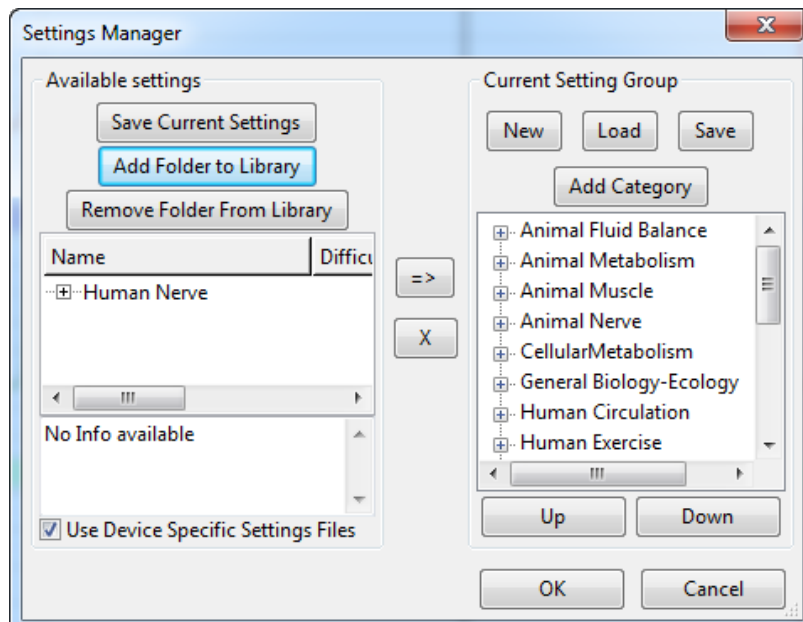 Settings Manager
X
Available settings
Save Current Settings
Add Folder to Library
Remove Folder From Library
Name
Human Nerve
No Info available
Use Device Specific Settings Files
=>
X
Current Setting Group
New Load Save
Add Category
Animal Fluid Balance
Animal Metabolism
Animal Muscle
Animal Nerve
CellularMetabolism
General Biology-Ecology
Human Circulation
Human Exercise
Up Down
OK Cancel